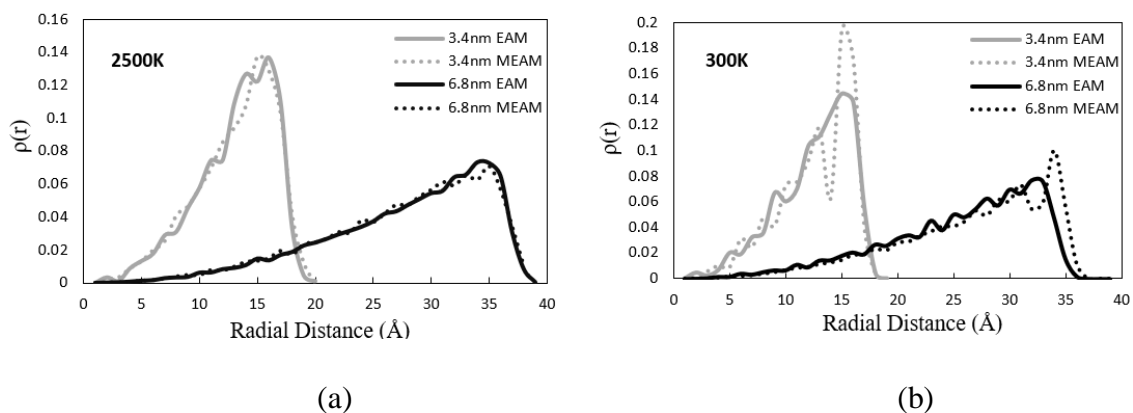 0.16
0.14
0.12
0.1
0.08
0.06
0.04
0.02
0
ρ(r)
2500K
3.4nm EAM
3.4nm MEAM
6.8nm EAM
6.8nm MEAM
0 5 10 15 20 25 30 35 40
Radial Distance (Å)
(a)
0.2
0.18
0.16
0.14
0.12
0.1
0.08
0.06
0.04
0.02
0
ρ(r)
300K
3.4nm EAM
3.4nm MEAM
6.8nm EAM
6.8nm MEAM
0 5 10 15 20 25 30 35 40
Radial Distance (Å)
(b)